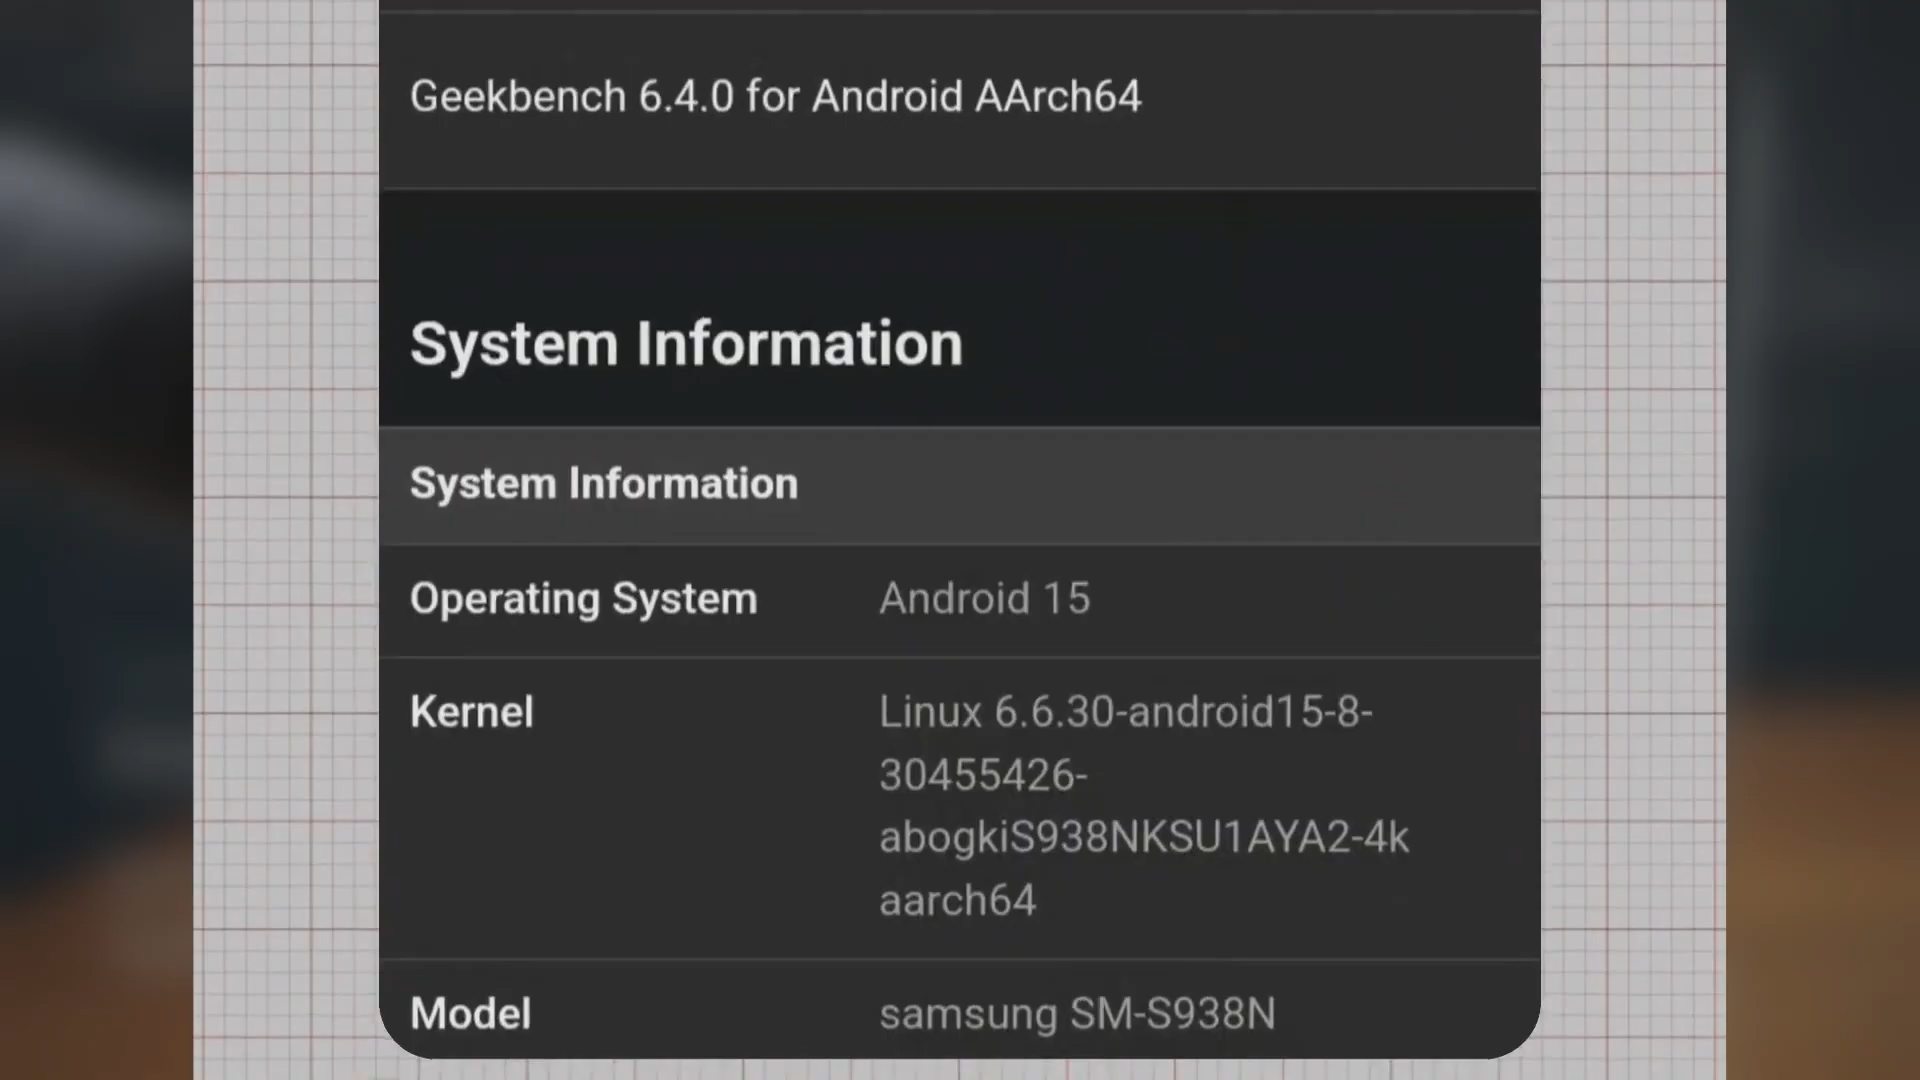 Geekbench 6.4.0 for Android AArch64
System Information
System Information
Operating System Android 15
Kernel Linux 6.6.30-android15-8-
30455426-
abogkiS938NKSU1AYA2-4k
aarch64
Model samsung SM-S938N